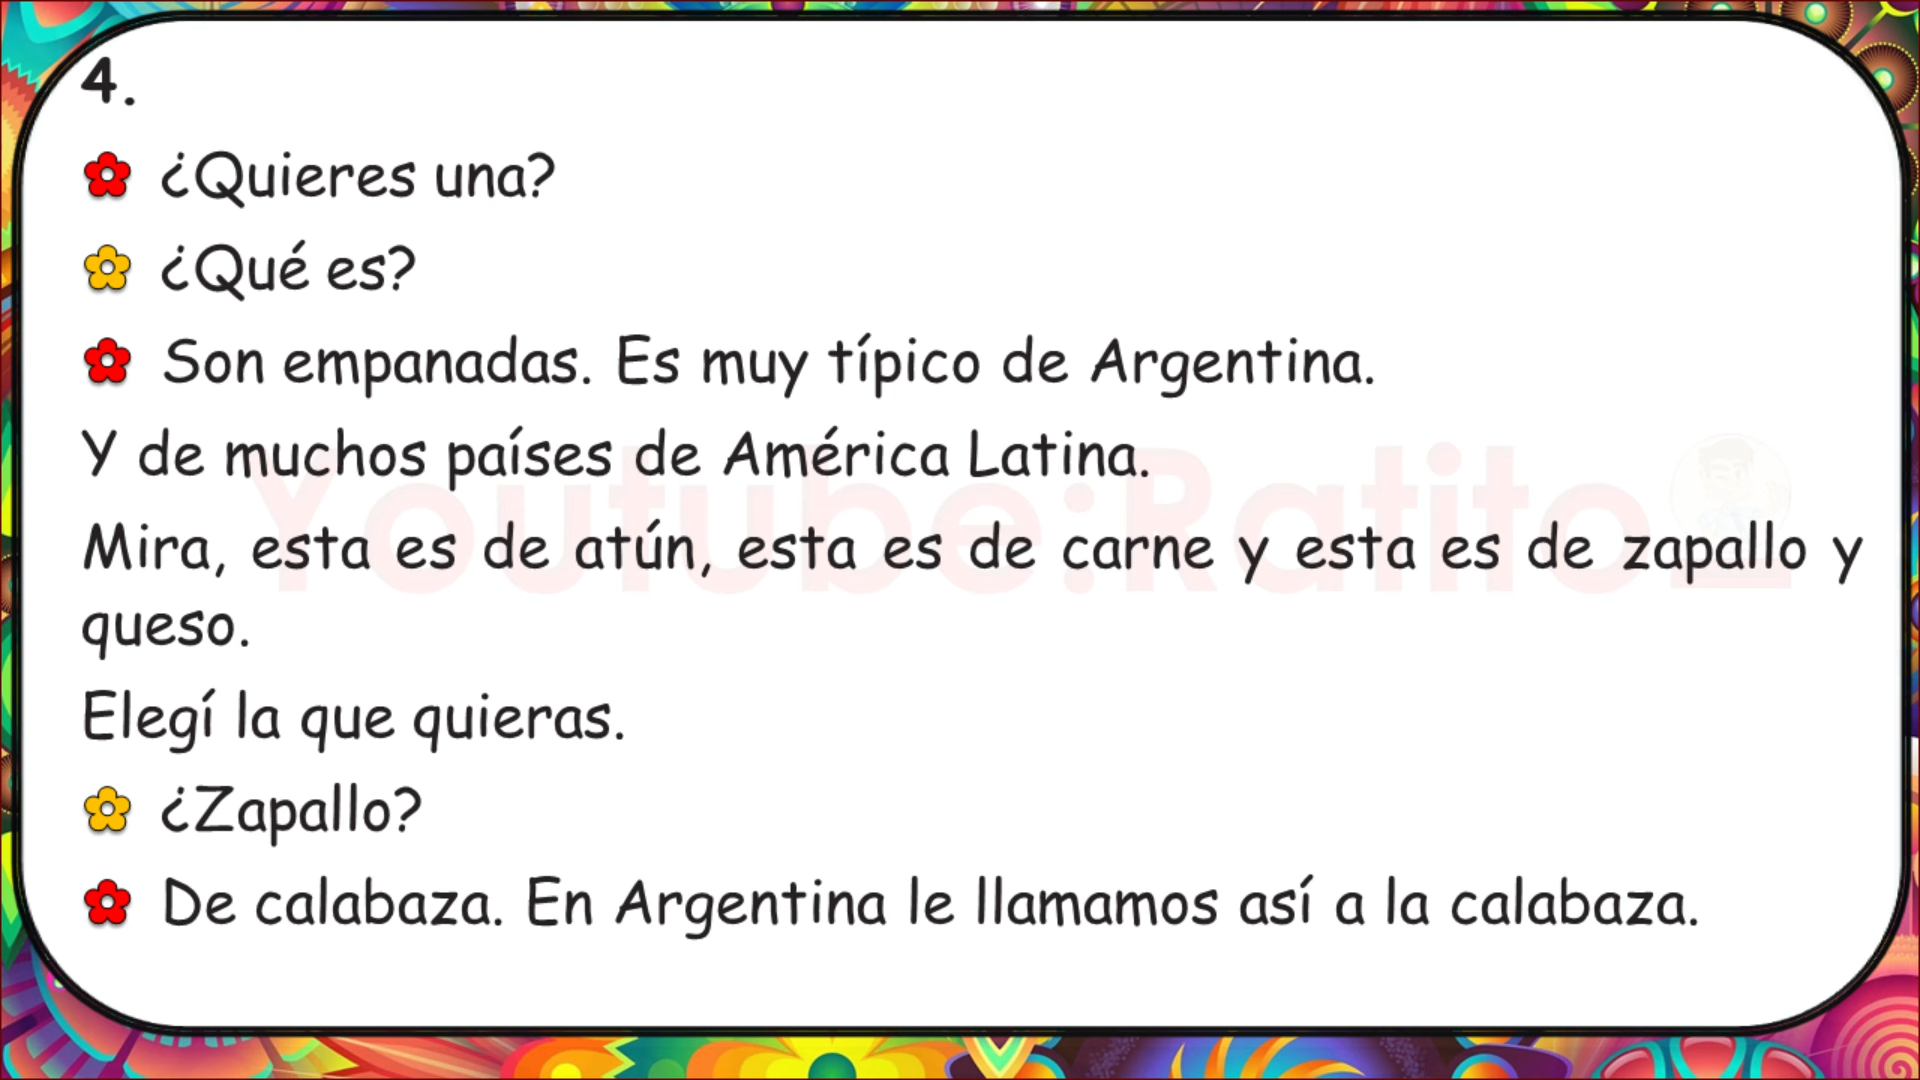 4.
¿Quieres una?
¿Qué es?
Son empanadas. Es muy típico de Argentina.
Y de muchos países de América Latina.
Youtube:Ratito
Mira, esta es de atún, esta es de carne y esta es de zapallo y
queso.
Elegí la que quieras.
¿Zapallo?
De calabaza. En Argentina le llamamos así a la calabaza.